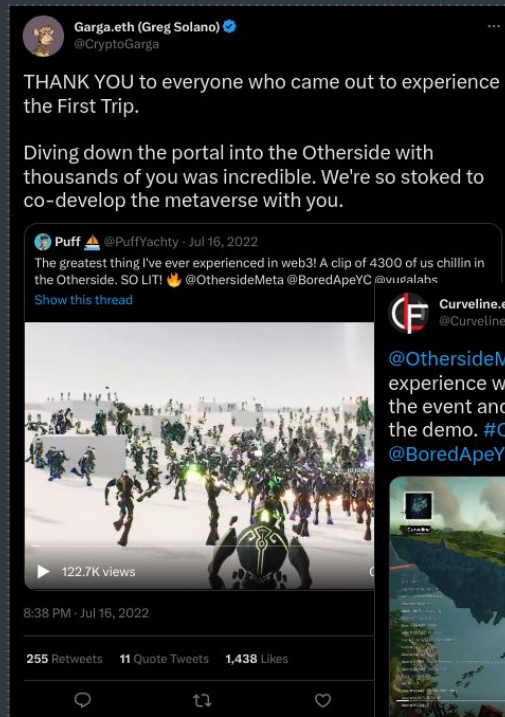 Garga.eth (Greg Solano)
@CryptoGarga
THANK YOU to everyone who came out to experience
the First Trip.
Diving down the portal into the Otherside with
thousands of you was incredible. We're so stoked to
co-develop the metaverse with you.
Puff @PuffYachty · Jul 16, 2022
The greatest thing I've ever experienced in web3! A clip of 4300 of us chillin in
the Otherside. SO LIT! 🔥 @OthersideMeta @BoredApeYC @yugalabs
Show this thread
122.7K views
8:38 PM · Jul 16, 2022
255 Retweets 11 Quote Tweets 1,438 Likes
Curveline.e
@Curveline
@OthersideM
experience w
the event and
the demo. #O
@BoredApeY
Curveline